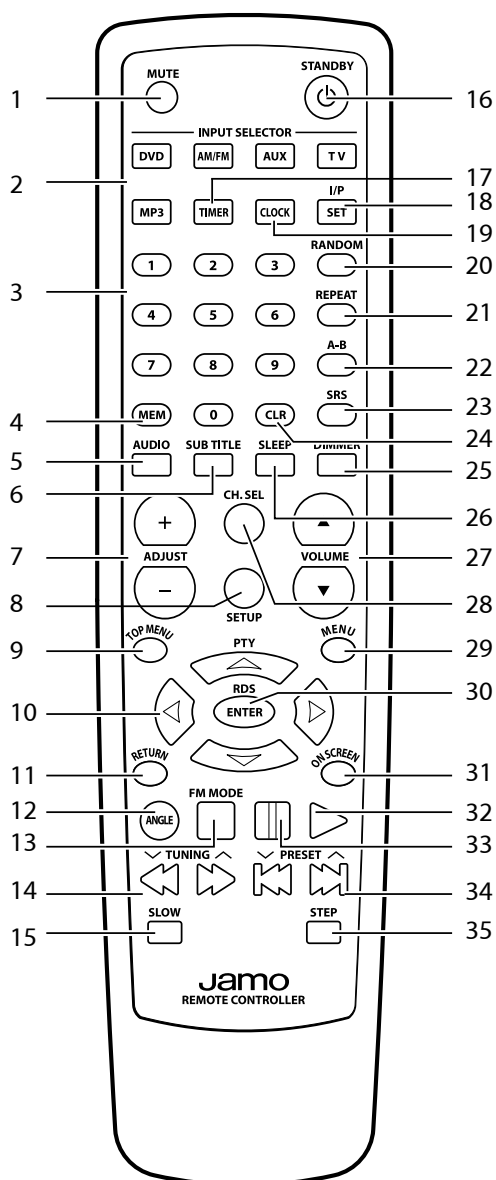 MUTE STANDBY
1 16
INPUT SELECTOR
DVD AM/FM AUX TV
2 17
I/P 18
MP3 TIMER CLOCK SET
19
RANDOM
1 2 3 20
3
REPEAT
4 5 6 21
A-B
7 8 9 22
SRS
23
4 MEM 0 CLR
24
AUDIO SUB TITLE SLEEP DIMMER
5 25
6 26
+ CH. SEL
7 ADJUST VOLUME 27
8 − 28
SETUP
TOP MENU MENU
9 PTY 29
RDS 30
10 ENTER
RETURN ON SCREEN
11 31
12 FM MODE 32
ANGLE
13 33
TUNING PRESET
14 34
SLOW STEP
15 35
Jamo
REMOTE CONTROLLER